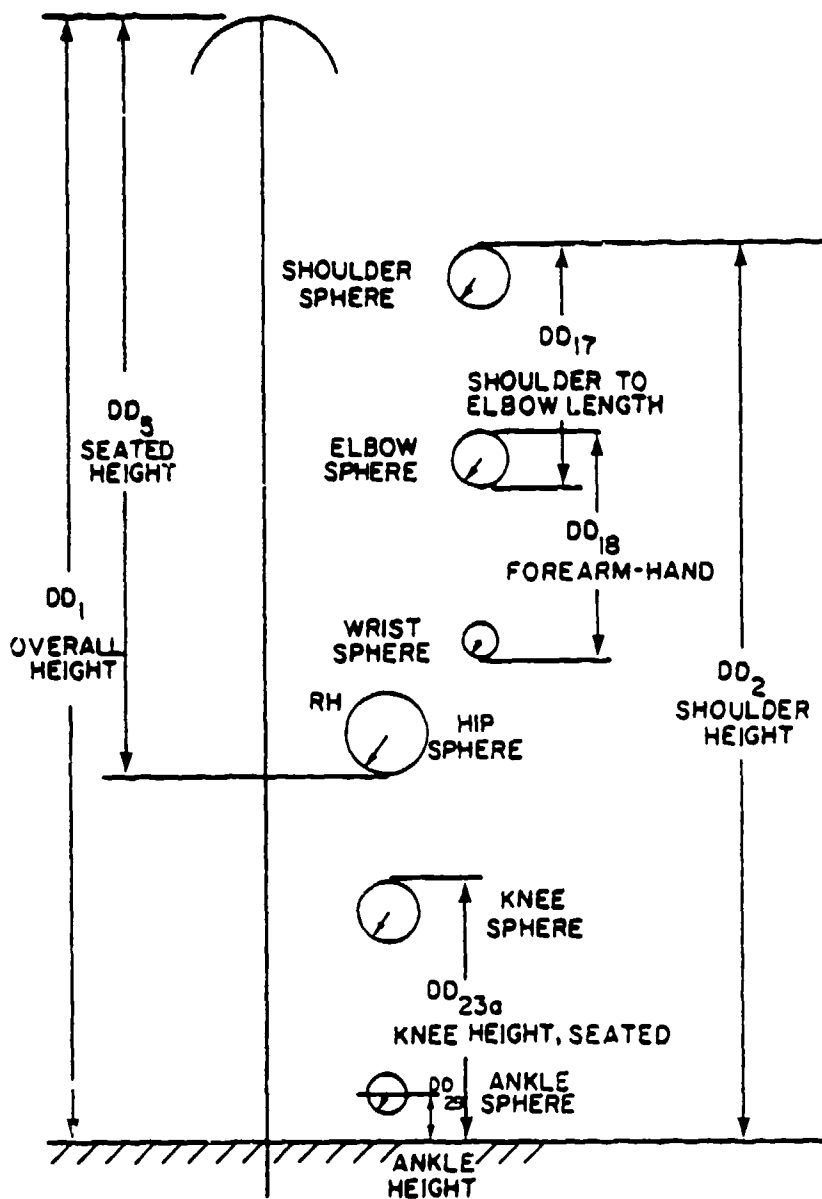 SHOULDER
SPHERE
DD17
SHOULDER TO
ELBOW LENGTH
DD5
SEATED
HEIGHT
ELBOW
SPHERE
DD18
FOREARM-HAND
DD1
OVERALL
HEIGHT
WRIST
SPHERE
DD2
SHOULDER
HEIGHT
RH
HIP
SPHERE
KNEE
SPHERE
DD23a
KNEE HEIGHT, SEATED
DD
ANKLE
SPHERE
ANKLE
HEIGHT